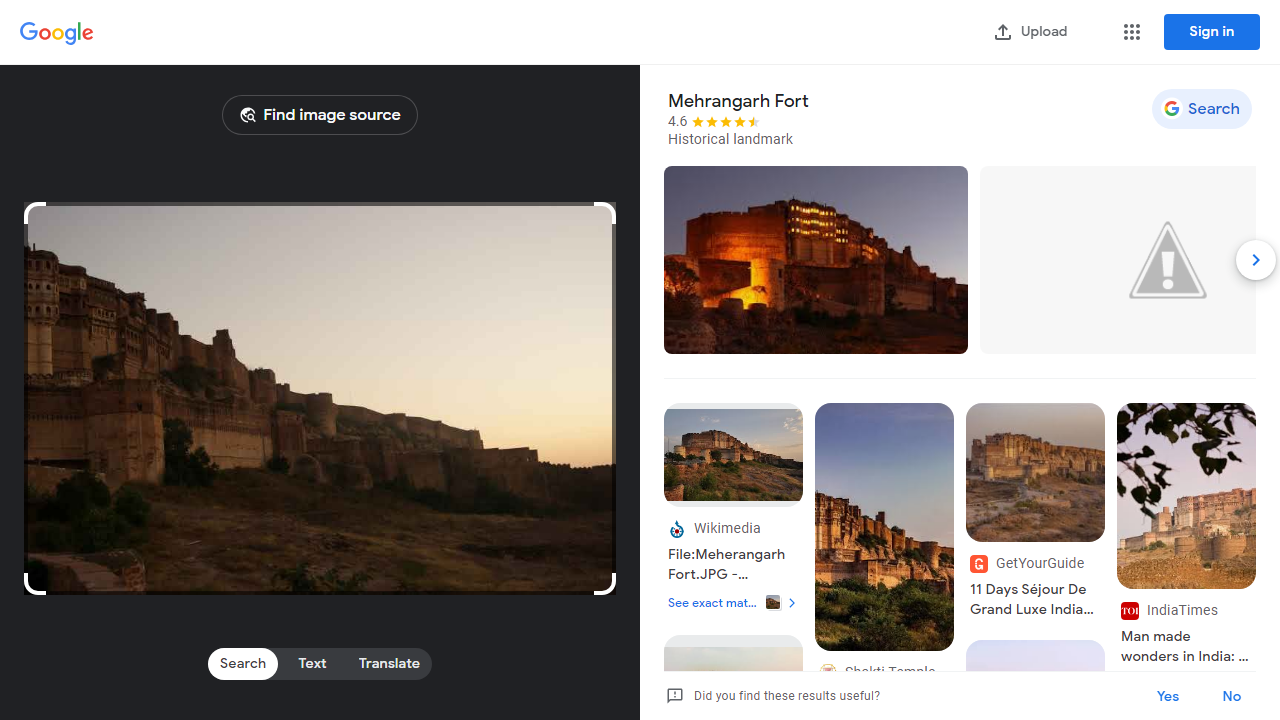 Google
Upload
Sign in
Find image source
Search
Text
Translate
Mehrangarh Fort
4.6
Historical landmark
Search
Wikimedia
File:Meherangarh
Fort.JPG -...
See exact mat...
GetYourGuide
11 Days Séjour De
Grand Luxe India...
TOI
IndiaTimes
Man made
wonders in India: ...
Did you find these results useful?
Yes
No